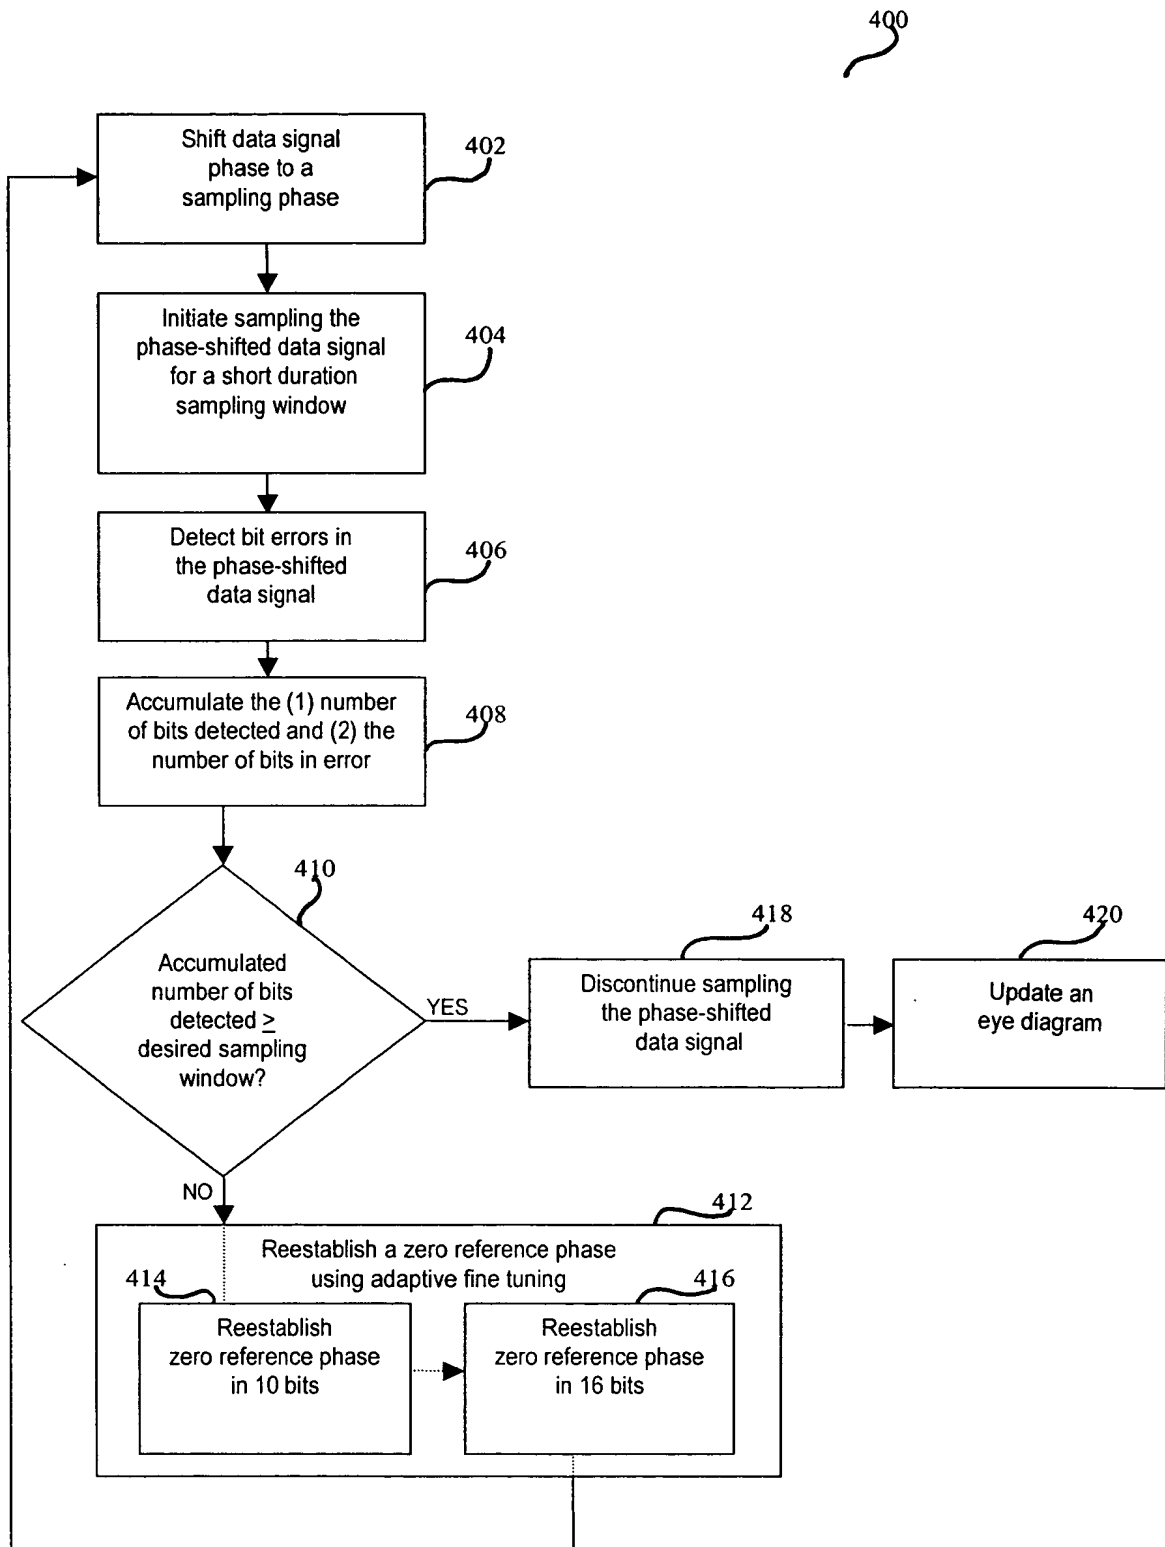 400
Shift data signal
phase to a
sampling phase
402
Initiate sampling the
phase-shifted data signal
for a short duration
sampling window
404
Detect bit errors in
the phase-shifted
data signal
406
Accumulate the (1) number
of bits detected and (2) the
number of bits in error
408
410
Accumulated
number of bits
detected ≥
desired sampling
window?
YES
418
Discontinue sampling
the phase-shifted
data signal
420
Update an
eye diagram
NO
412
Reestablish a zero reference phase
using adaptive fine tuning
414
Reestablish
zero reference phase
in 10 bits
416
Reestablish
zero reference phase
in 16 bits